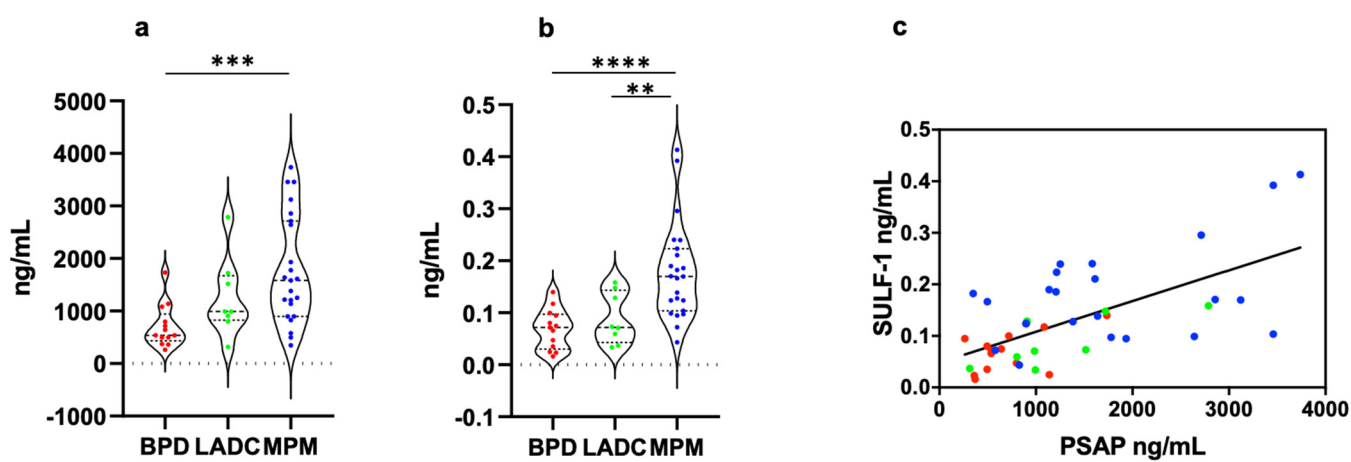 a
***
ng/mL
5000
4000
3000
2000
1000
0
-1000
BPD LADC MPM
b
****
**
ng/mL
0.5
0.4
0.3
0.2
0.1
0.0
-0.1
BPD LADC MPM
c
SULF-1 ng/mL
0.5
0.4
0.3
0.2
0.1
0.0
0 1000 2000 3000 4000
PSAP ng/mL